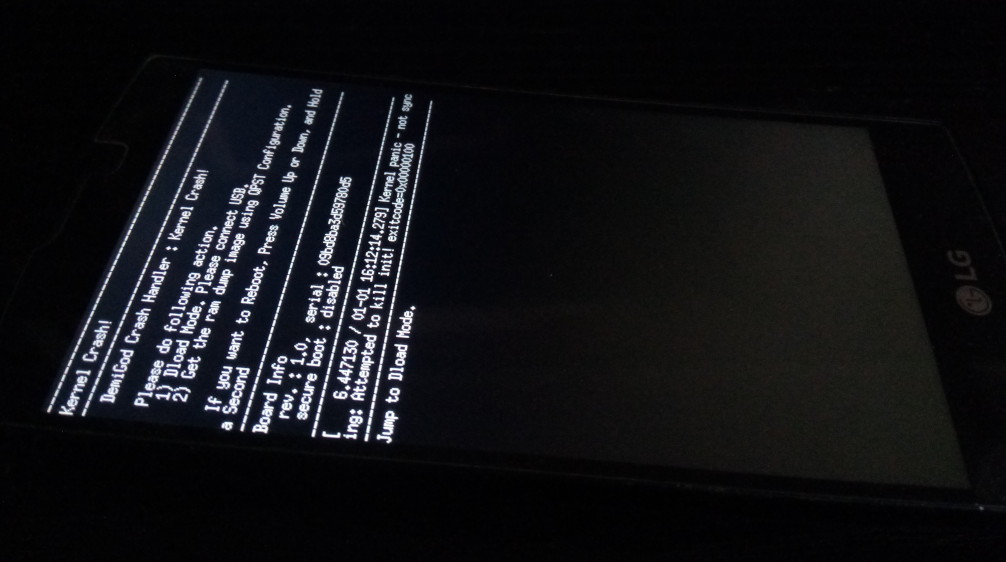 Kernel Crash!
DemiGod Crash Handler : Kernel Crash!
Please do following action.
1) Dload Mode. Please connect USB.
2) Get the ram dump image using QPST Configuration.
If you want to Reboot, Press Volume Up or Down, and Hold
a Second
Board Info
rev. : 1.0, serial : 09bd8ba3d59780d5
secure boot : disabled
[ 6.447130 / 01-01 16:12:14.279] Kernel panic - not sync
ing: Attempted to kill init! exitcode=0x00000100
Jump to Dload Mode.
LG